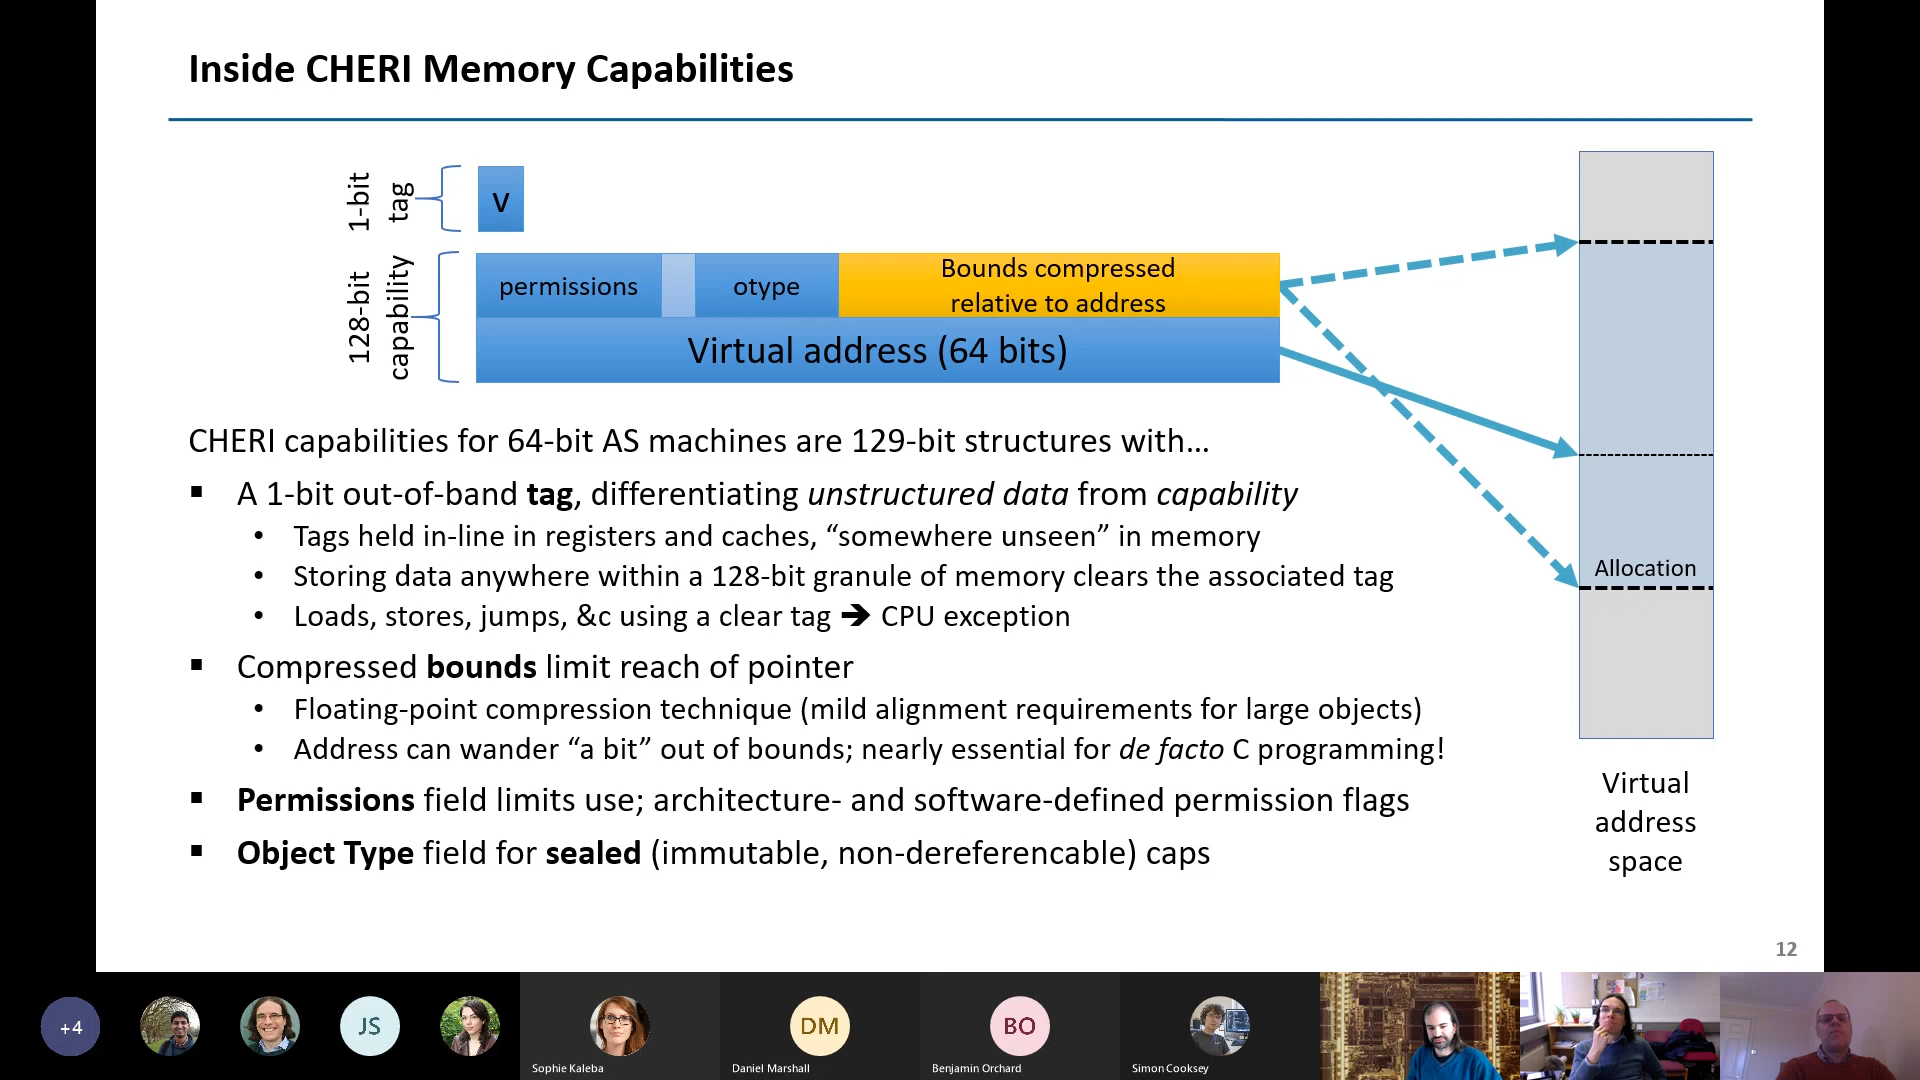 Inside CHERI Memory Capabilities
1-bit
tag
V
128-bit
capability
permissions
otype
Bounds compressed
relative to address
Virtual address (64 bits)
CHERI capabilities for 64-bit AS machines are 129-bit structures with…
▪ A 1-bit out-of-band tag, differentiating unstructured data from capability
• Tags held in-line in registers and caches, “somewhere unseen” in memory
• Storing data anywhere within a 128-bit granule of memory clears the associated tag
• Loads, stores, jumps, &c using a clear tag ➔ CPU exception
▪ Compressed bounds limit reach of pointer
• Floating-point compression technique (mild alignment requirements for large objects)
• Address can wander “a bit” out of bounds; nearly essential for de facto C programming!
▪ Permissions field limits use; architecture- and software-defined permission flags
▪ Object Type field for sealed (immutable, non-dereferencable) caps
Allocation
Virtual
address
space
12
+4
JS
DM
BO
Sophie Kaleba
Daniel Marshall
Benjamin Orchard
Simon Cooksey